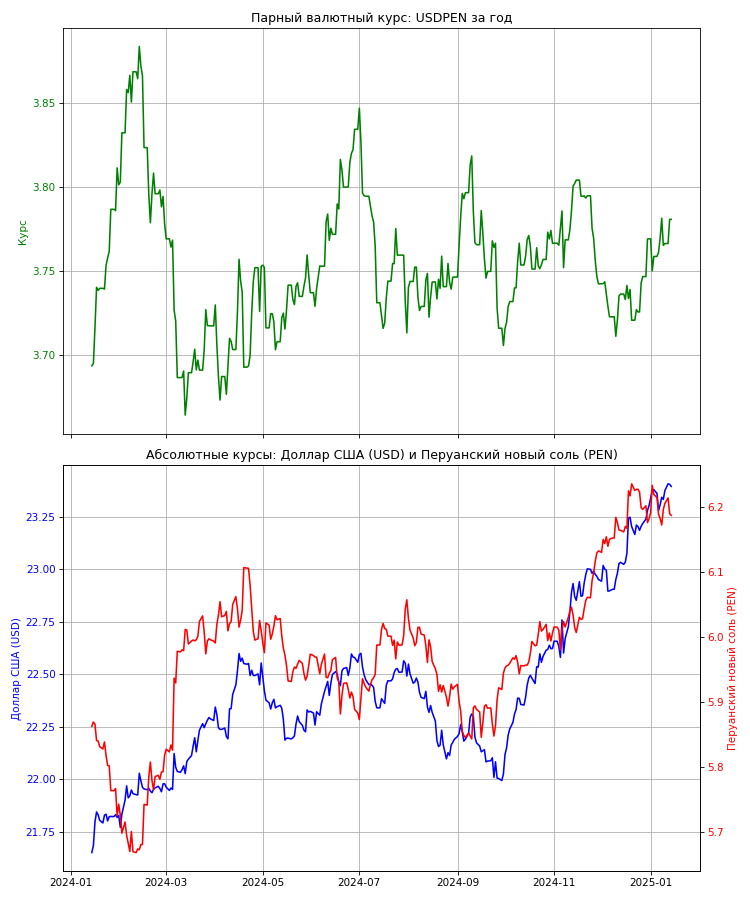 Парный валютный курс: USDPEN за год
Курс
3.85
3.80
3.75
3.70
Абсолютные курсы: Доллар США (USD) и Перуанский новый соль (PEN)
Доллар США (USD)
23.25
23.00
22.75
22.50
22.25
22.00
21.75
6.2
6.1
6.0
5.9
5.8
5.7
Перуанский новый соль (PEN)
2024-01 2024-03 2024-05 2024-07 2024-09 2024-11 2025-01